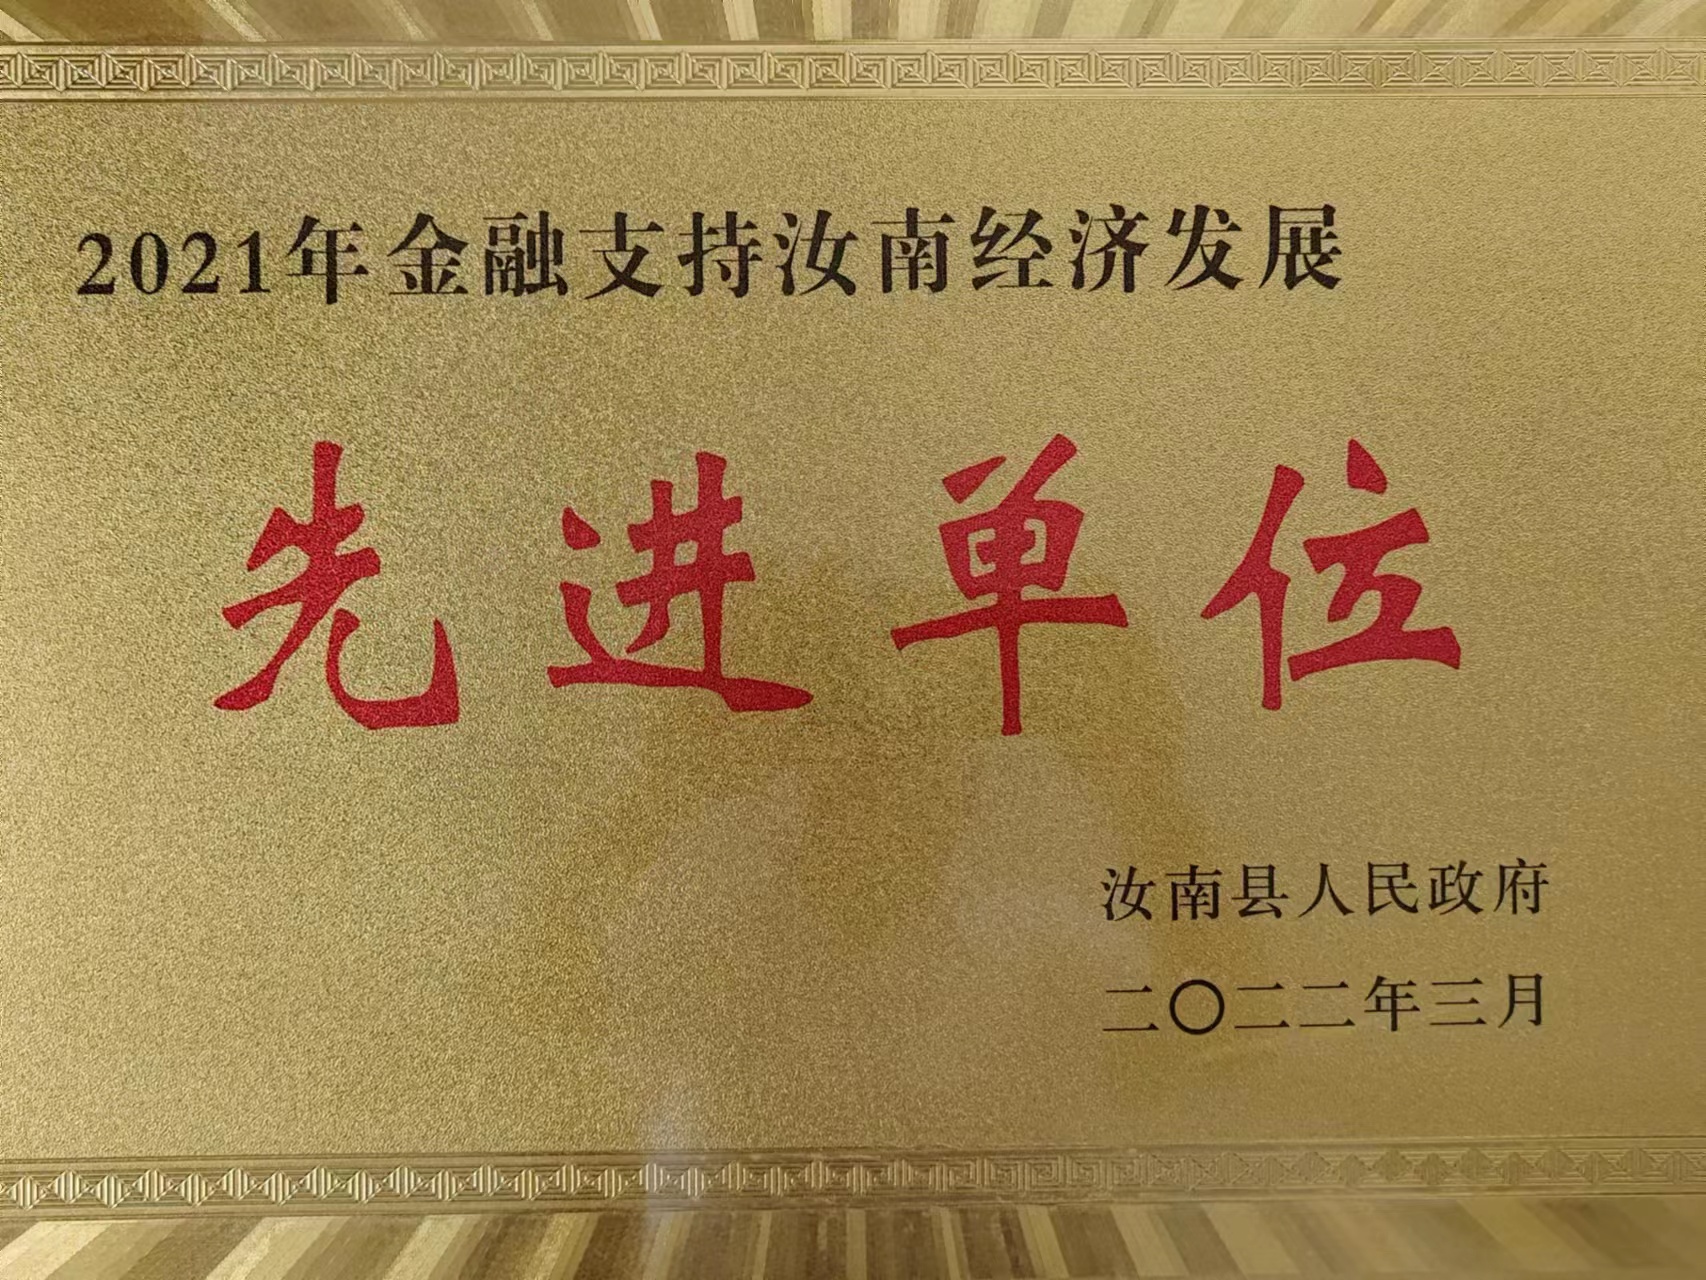 2021年金融支持汝南经济发展
先进单位
汝南县人民政府
二〇二二年三月